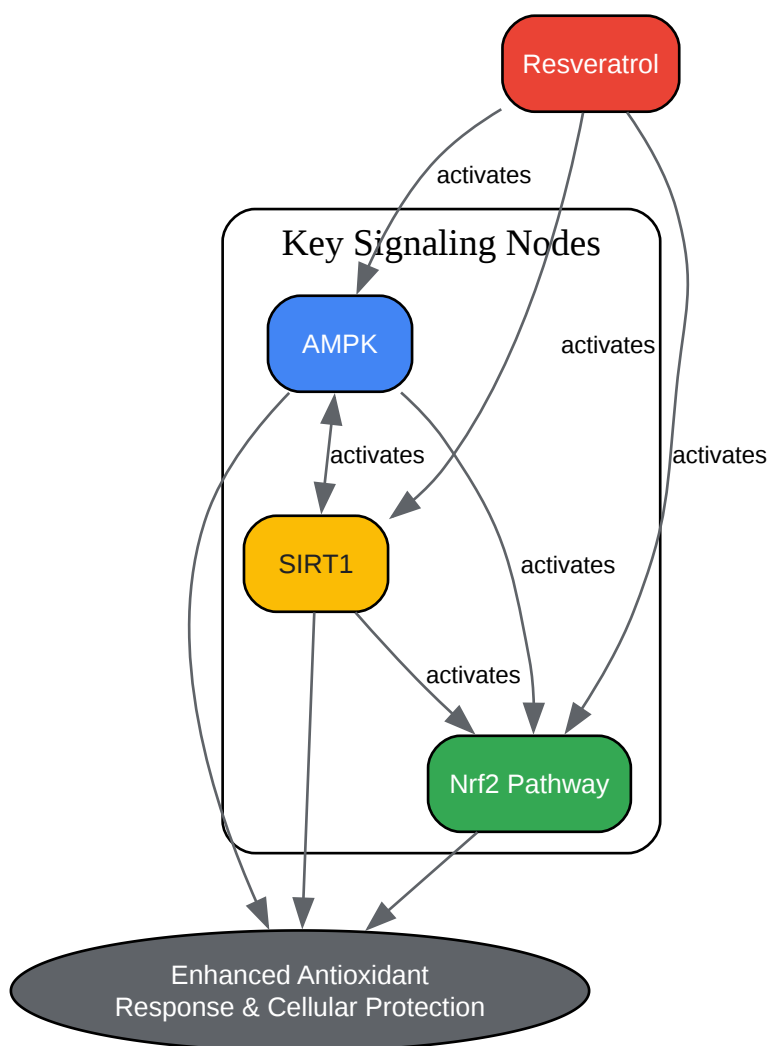 Resveratrol
activates
Key Signaling Nodes
AMPK
activates
activates
activates
SIRT1
activates
activates
Nrf2 Pathway
Enhanced Antioxidant
Response & Cellular Protection